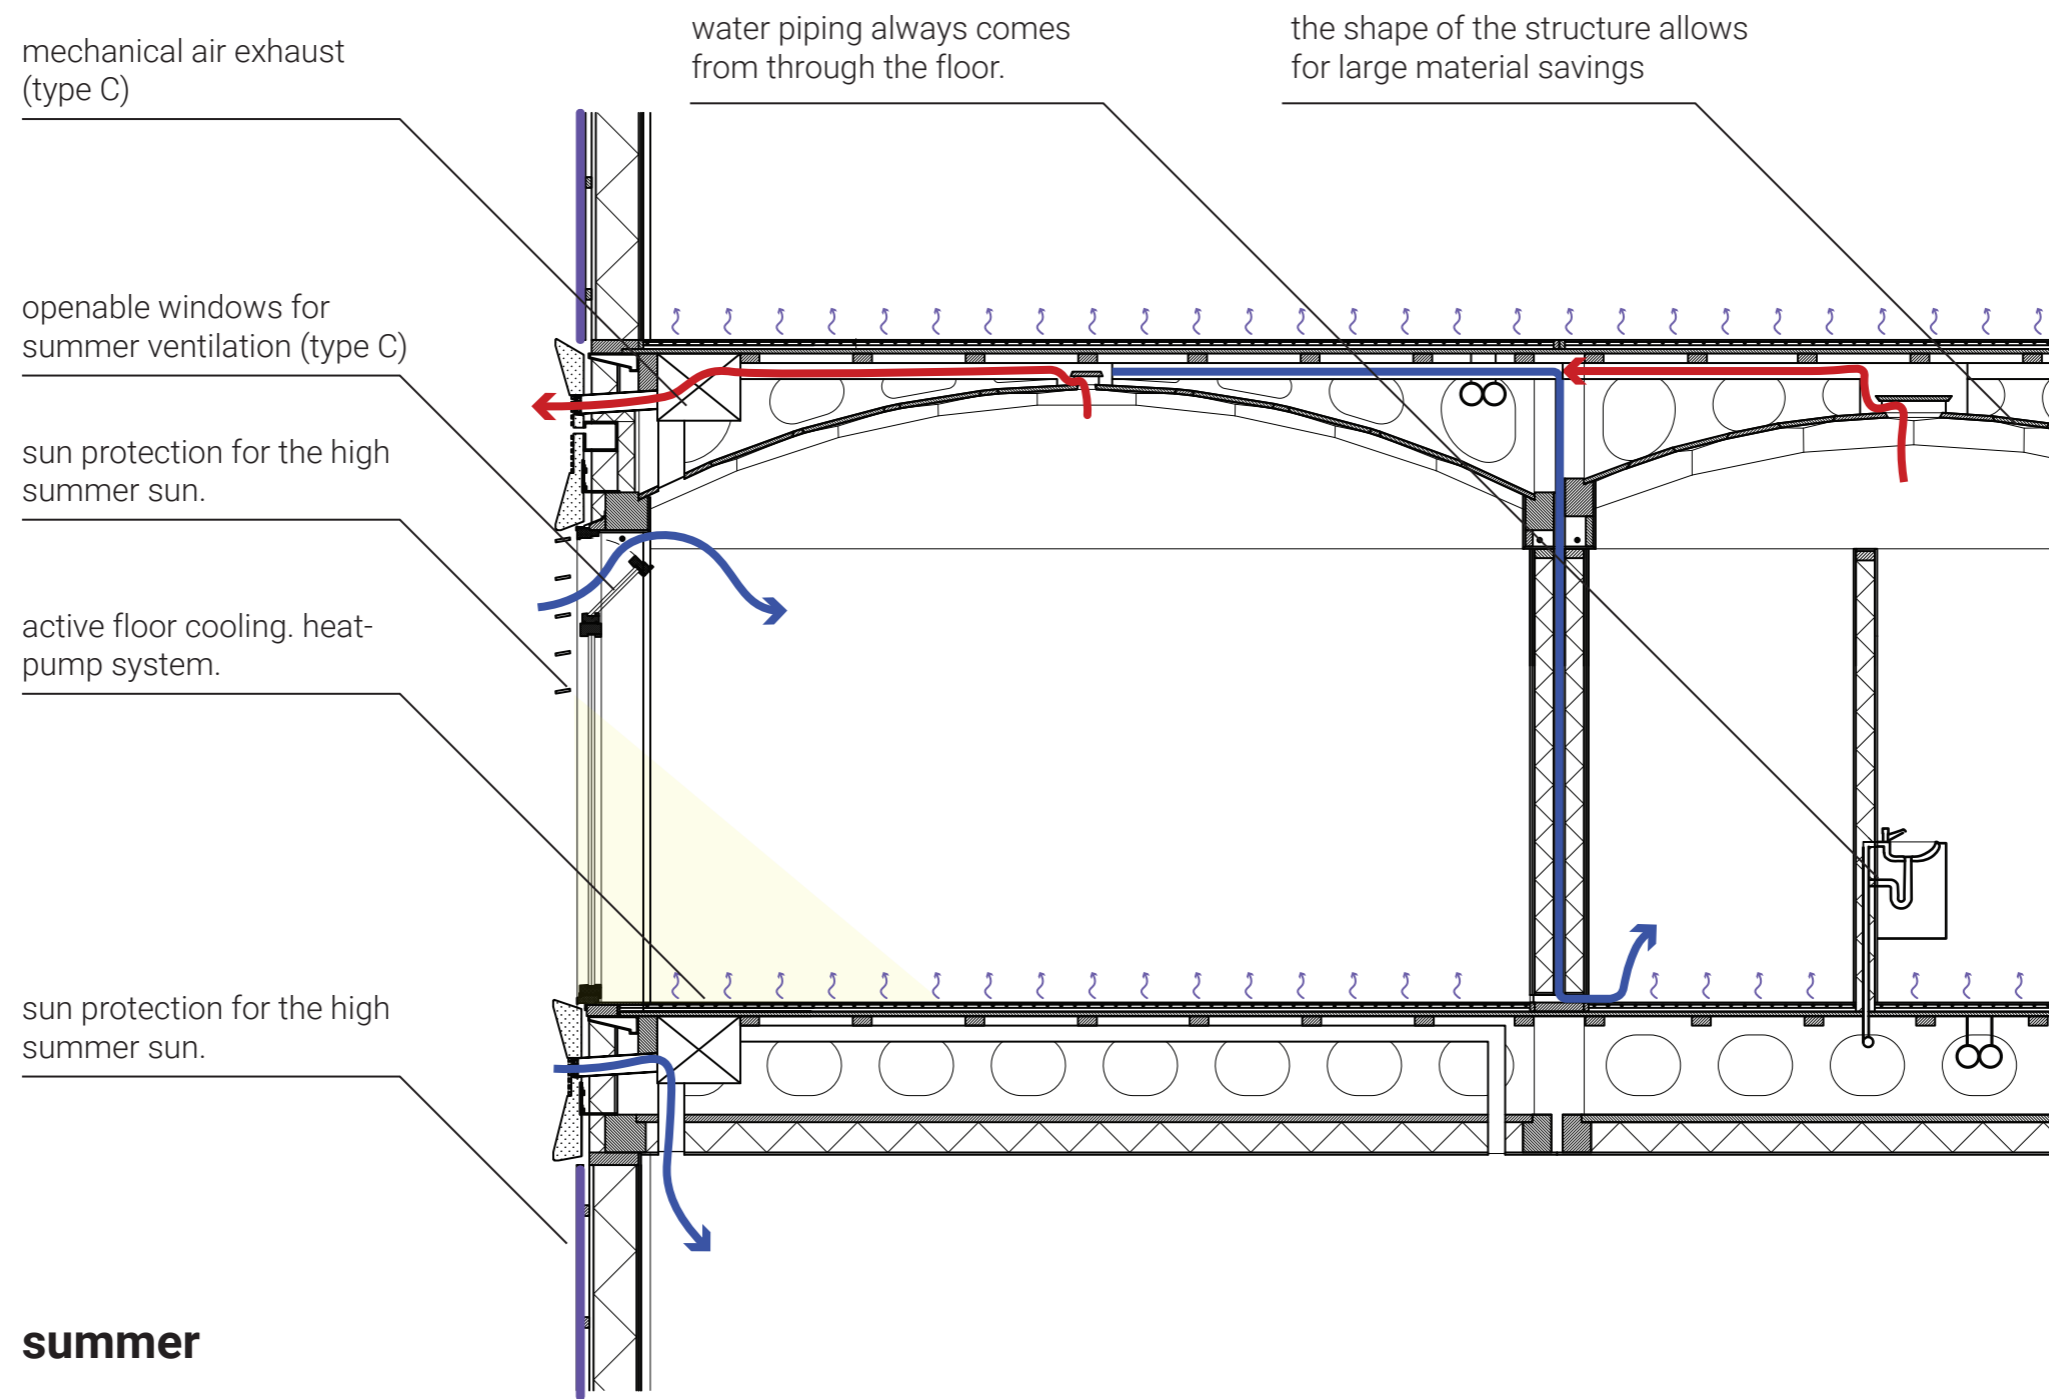 mechanical air exhaust
(type C)
water piping always comes
from through the floor.
the shape of the structure allows
for large material savings
openable windows for
summer ventilation (type C)
sun protection for the high
summer sun.
active floor cooling. heat-
pump system.
sun protection for the high
summer sun.
summer